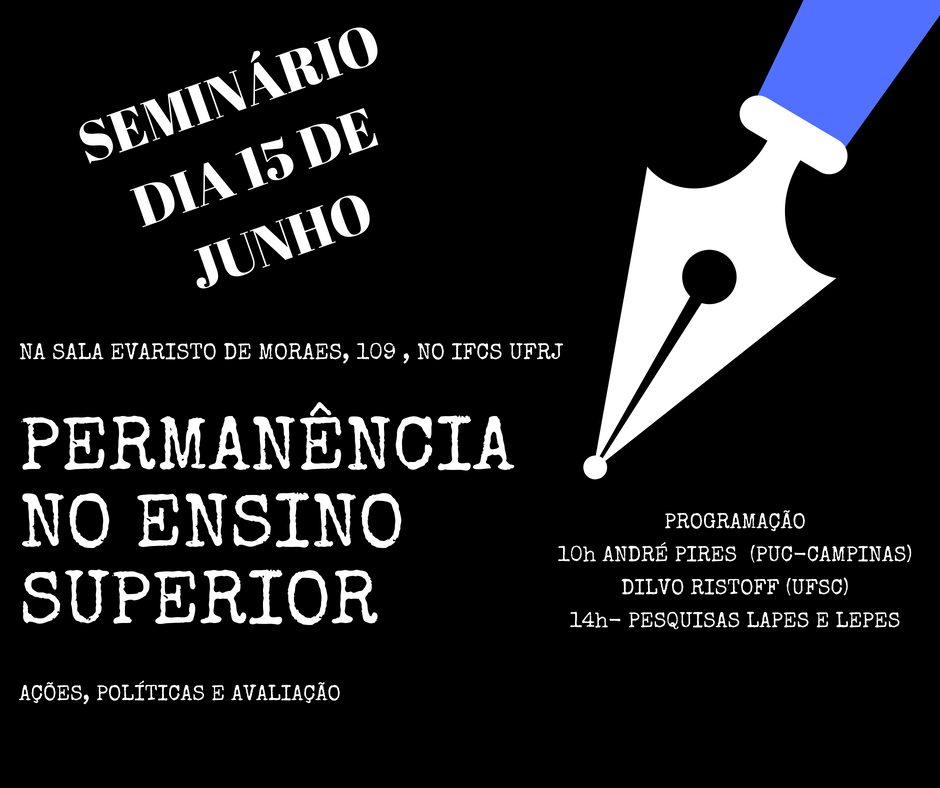 SEMINÁRIO
DIA 15 DE
JUNHO
NA SALA EVARISTO DE MORAES, 109 , NO IFCS UFRJ
PERMANÊNCIA
NO ENSINO
SUPERIOR
AÇÕES, POLÍTICAS E AVALIAÇÃO
PROGRAMAÇÃO
10h ANDRÉ PIRES (PUC-CAMPINAS)
DILVO RISTOFF (UFSC)
14h- PESQUISAS LAPES E LEPES